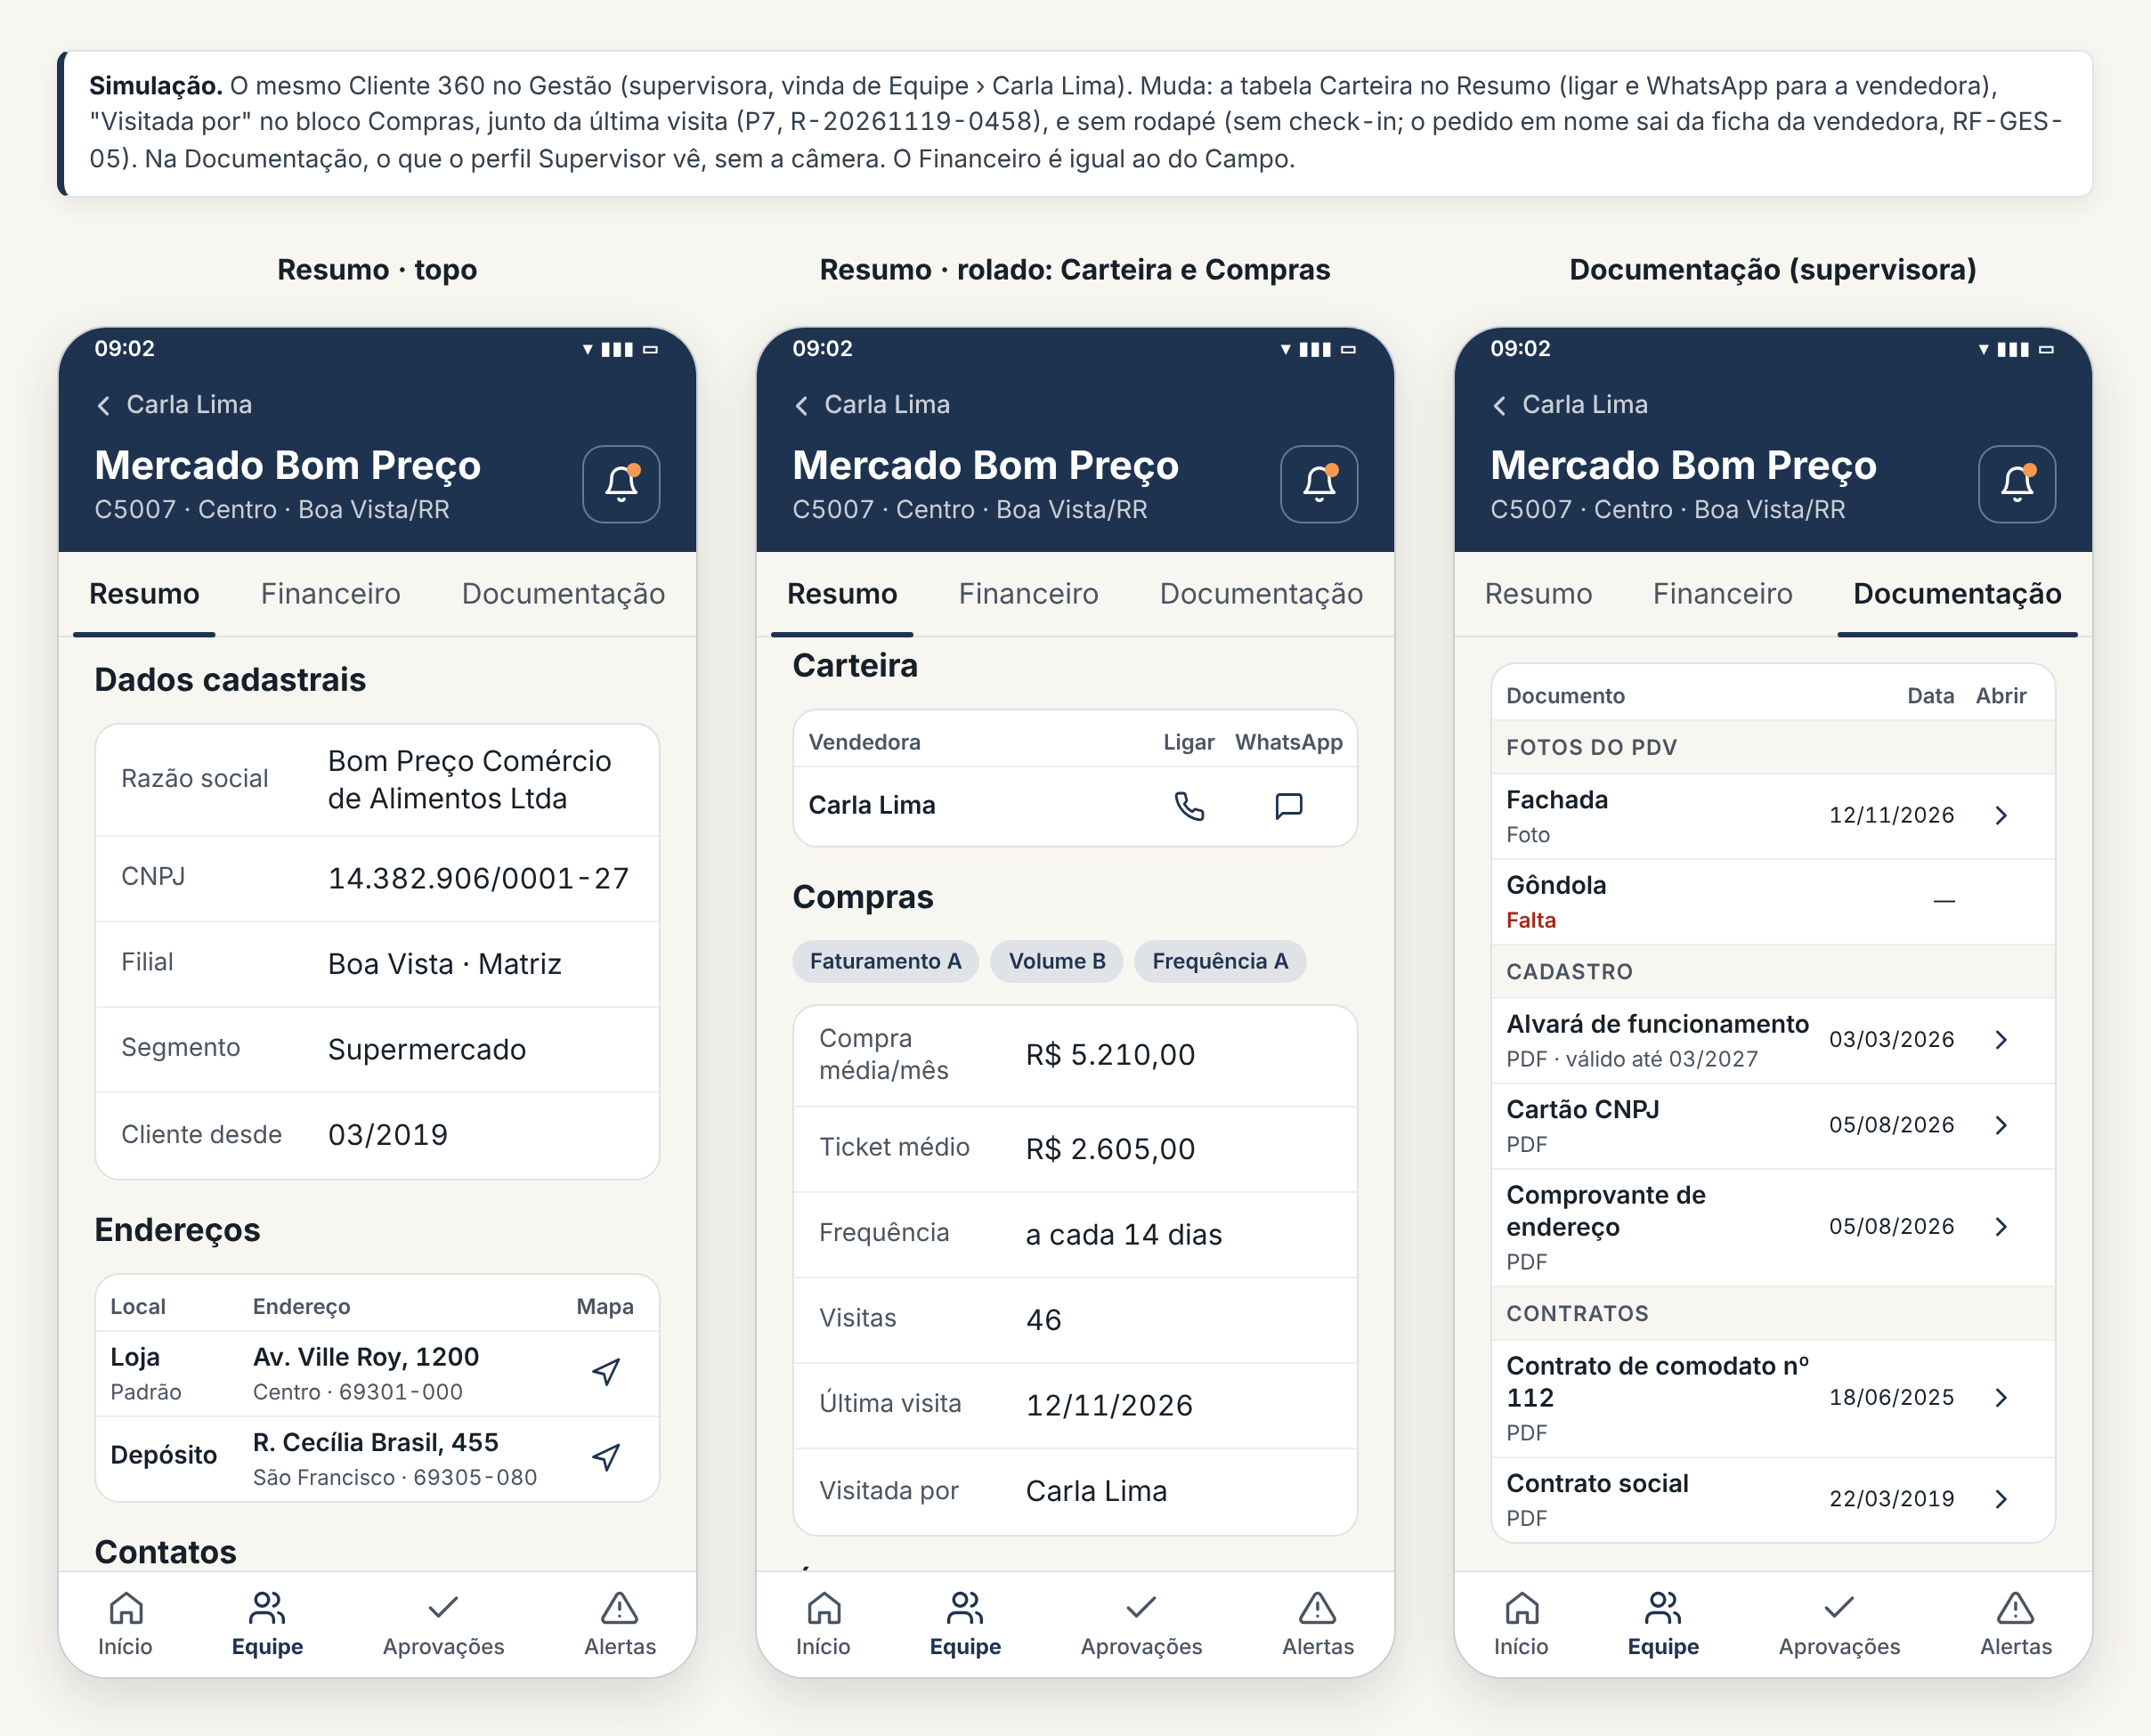 Simulação. O mesmo Cliente 360 no Gestão (supervisora, vinda de Equipe › Carla Lima). Muda: a tabela Carteira no Resumo (ligar e WhatsApp para a vendedora),
"Visitada por" no bloco Compras, junto da última visita (P7, R-20261119-0458), e sem rodapé (sem check-in; o pedido em nome sai da ficha da vendedora, RF-GES-
05). Na Documentação, o que o perfil Supervisor vê, sem a câmera. O Financeiro é igual ao do Campo.
Resumo · topo
09:02
Carla Lima
Mercado Bom Preço
C5007 · Centro · Boa Vista/RR
Resumo Financeiro Documentação
Dados cadastrais
Razão social Bom Preço Comércio
de Alimentos Ltda
CNPJ 14.382.906/0001-27
Filial Boa Vista · Matriz
Segmento Supermercado
Cliente desde 03/2019
Endereços
Local Endereço Mapa
Loja Av. Ville Roy, 1200
Padrão Centro · 69301-000
Depósito R. Cecília Brasil, 455
São Francisco · 69305-080
Contatos
Início Equipe Aprovações Alertas
Resumo · rolado: Carteira e Compras
09:02
Carla Lima
Mercado Bom Preço
C5007 · Centro · Boa Vista/RR
Resumo Financeiro Documentação
Carteira
Vendedora Ligar WhatsApp
Carla Lima
Compras
Faturamento A Volume B Frequência A
Compra
média/mês R$ 5.210,00
Ticket médio R$ 2.605,00
Frequência a cada 14 dias
Visitas 46
Última visita 12/11/2026
Visitada por Carla Lima
Início Equipe Aprovações Alertas
Documentação (supervisora)
09:02
Carla Lima
Mercado Bom Preço
C5007 · Centro · Boa Vista/RR
Resumo Financeiro Documentação
Documento Data Abrir
FOTOS DO PDV
Fachada 12/11/2026
Foto
Gôndola —
Falta
CADASTRO
Alvará de funcionamento 03/03/2026
PDF · válido até 03/2027
Cartão CNPJ 05/08/2026
PDF
Comprovante de
endereço 05/08/2026
PDF
CONTRATOS
Contrato de comodato nº
112 18/06/2025
PDF
Contrato social 22/03/2019
PDF
Início Equipe Aprovações Alertas